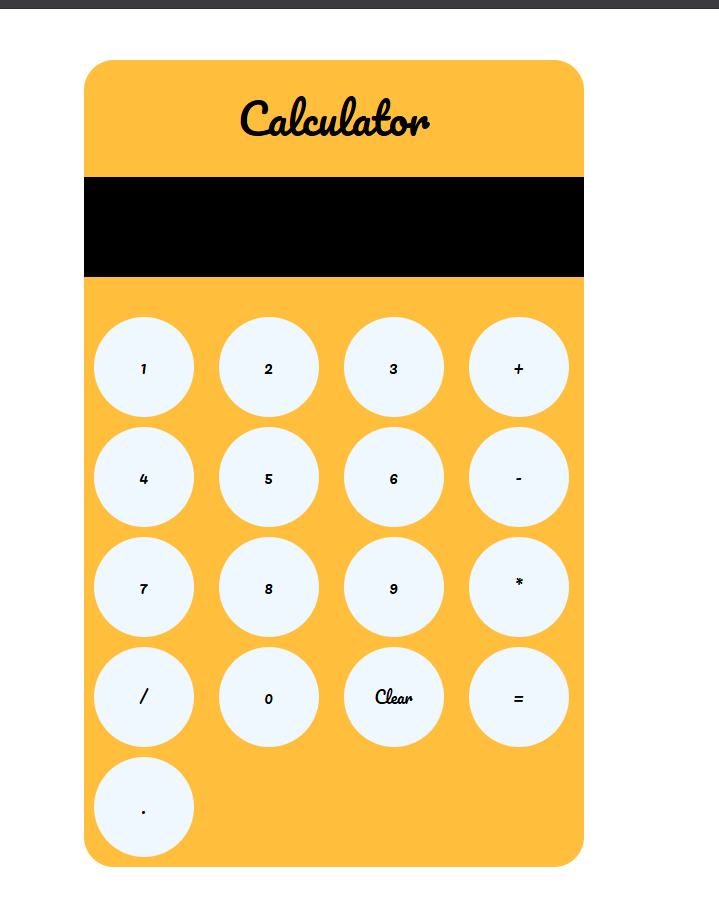 Calculator
1 2 3 +
4 5 6 -
7 8 9 *
/ 0 Clear =
.